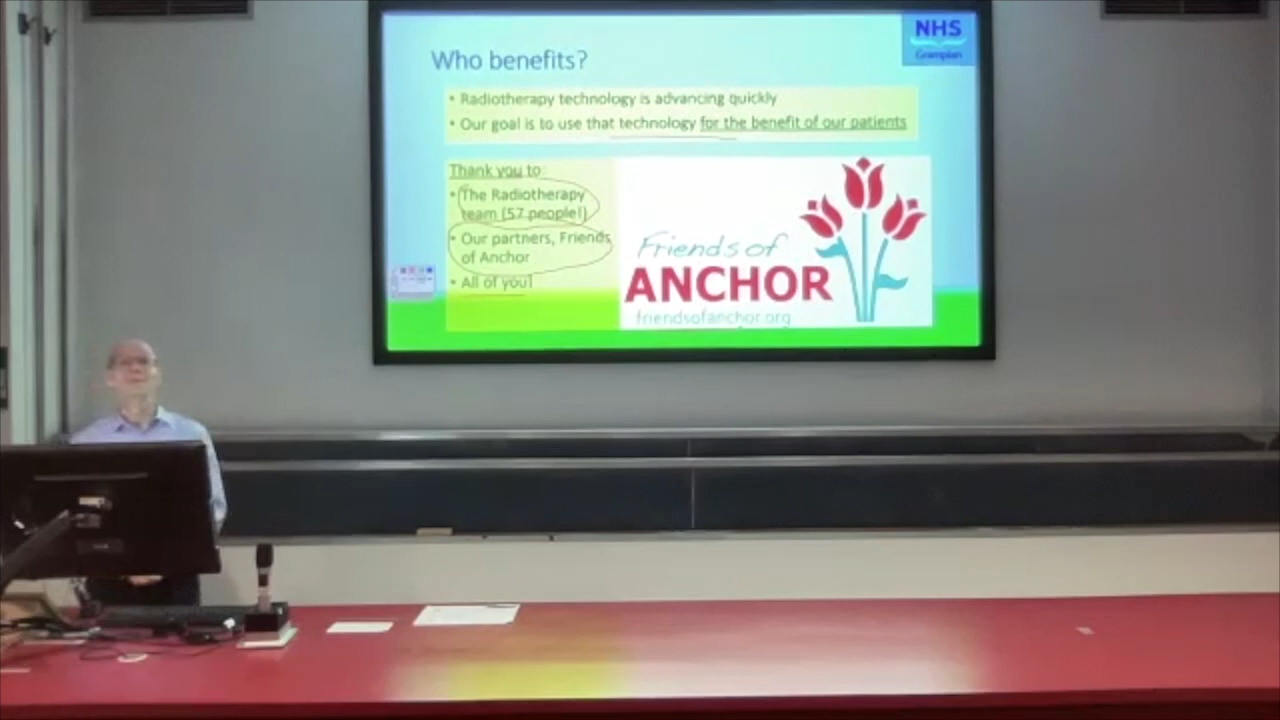 NHS
Grampian
Who benefits?
• Radiotherapy technology is advancing quickly
• Our goal is to use that technology for the benefit of our patients
Thank you to:
• The Radiotherapy
team (57 people!)
• Our partners, Friends
of Anchor
• All of you!
Friends of
ANCHOR
friendsofanchor.org